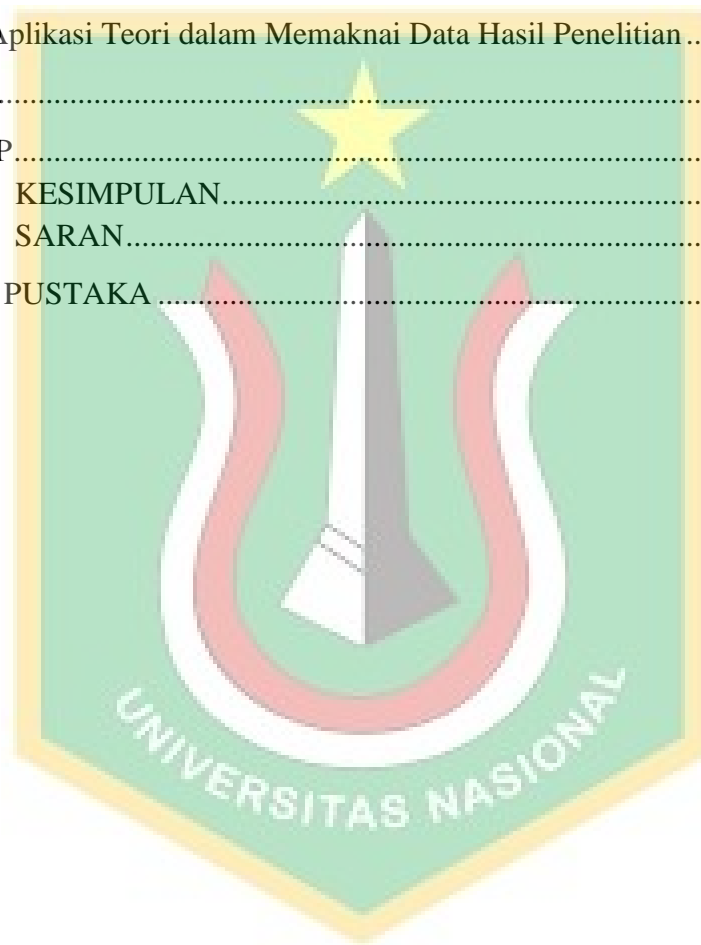 Aplikasi Teori dalam Memaknai Data Hasil Penelitian ..
..........................................................................
P..........................................................................
KESIMPULAN..................................................
SARAN..............................................................
PUSTAKA ..........................................................
UNIVERSITAS NASIONAL